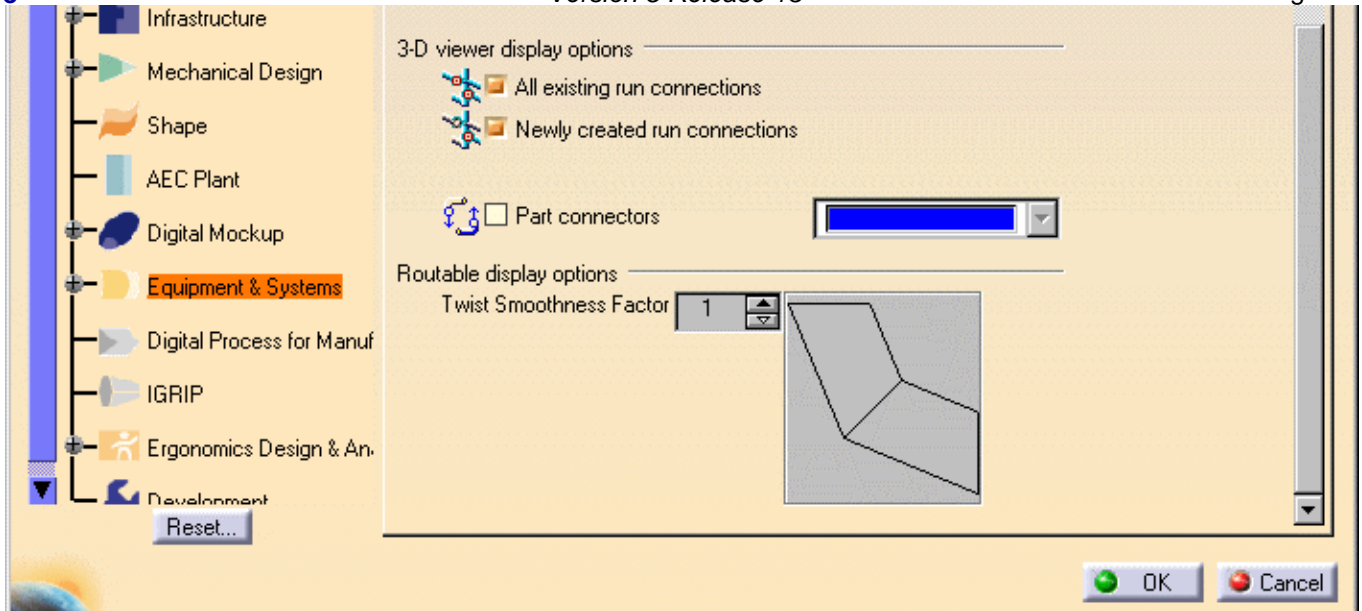 Infrastructure
Mechanical Design
Shape
AEC Plant
Digital Mockup
Equipment & Systems
Digital Process for Manuf
IGRIP
Ergonomics Design & An
Development
Reset...
3-D viewer display options
All existing run connections
Newly created run connections
Part connectors
Routable display options
Twist Smoothness Factor 1
OK
Cancel